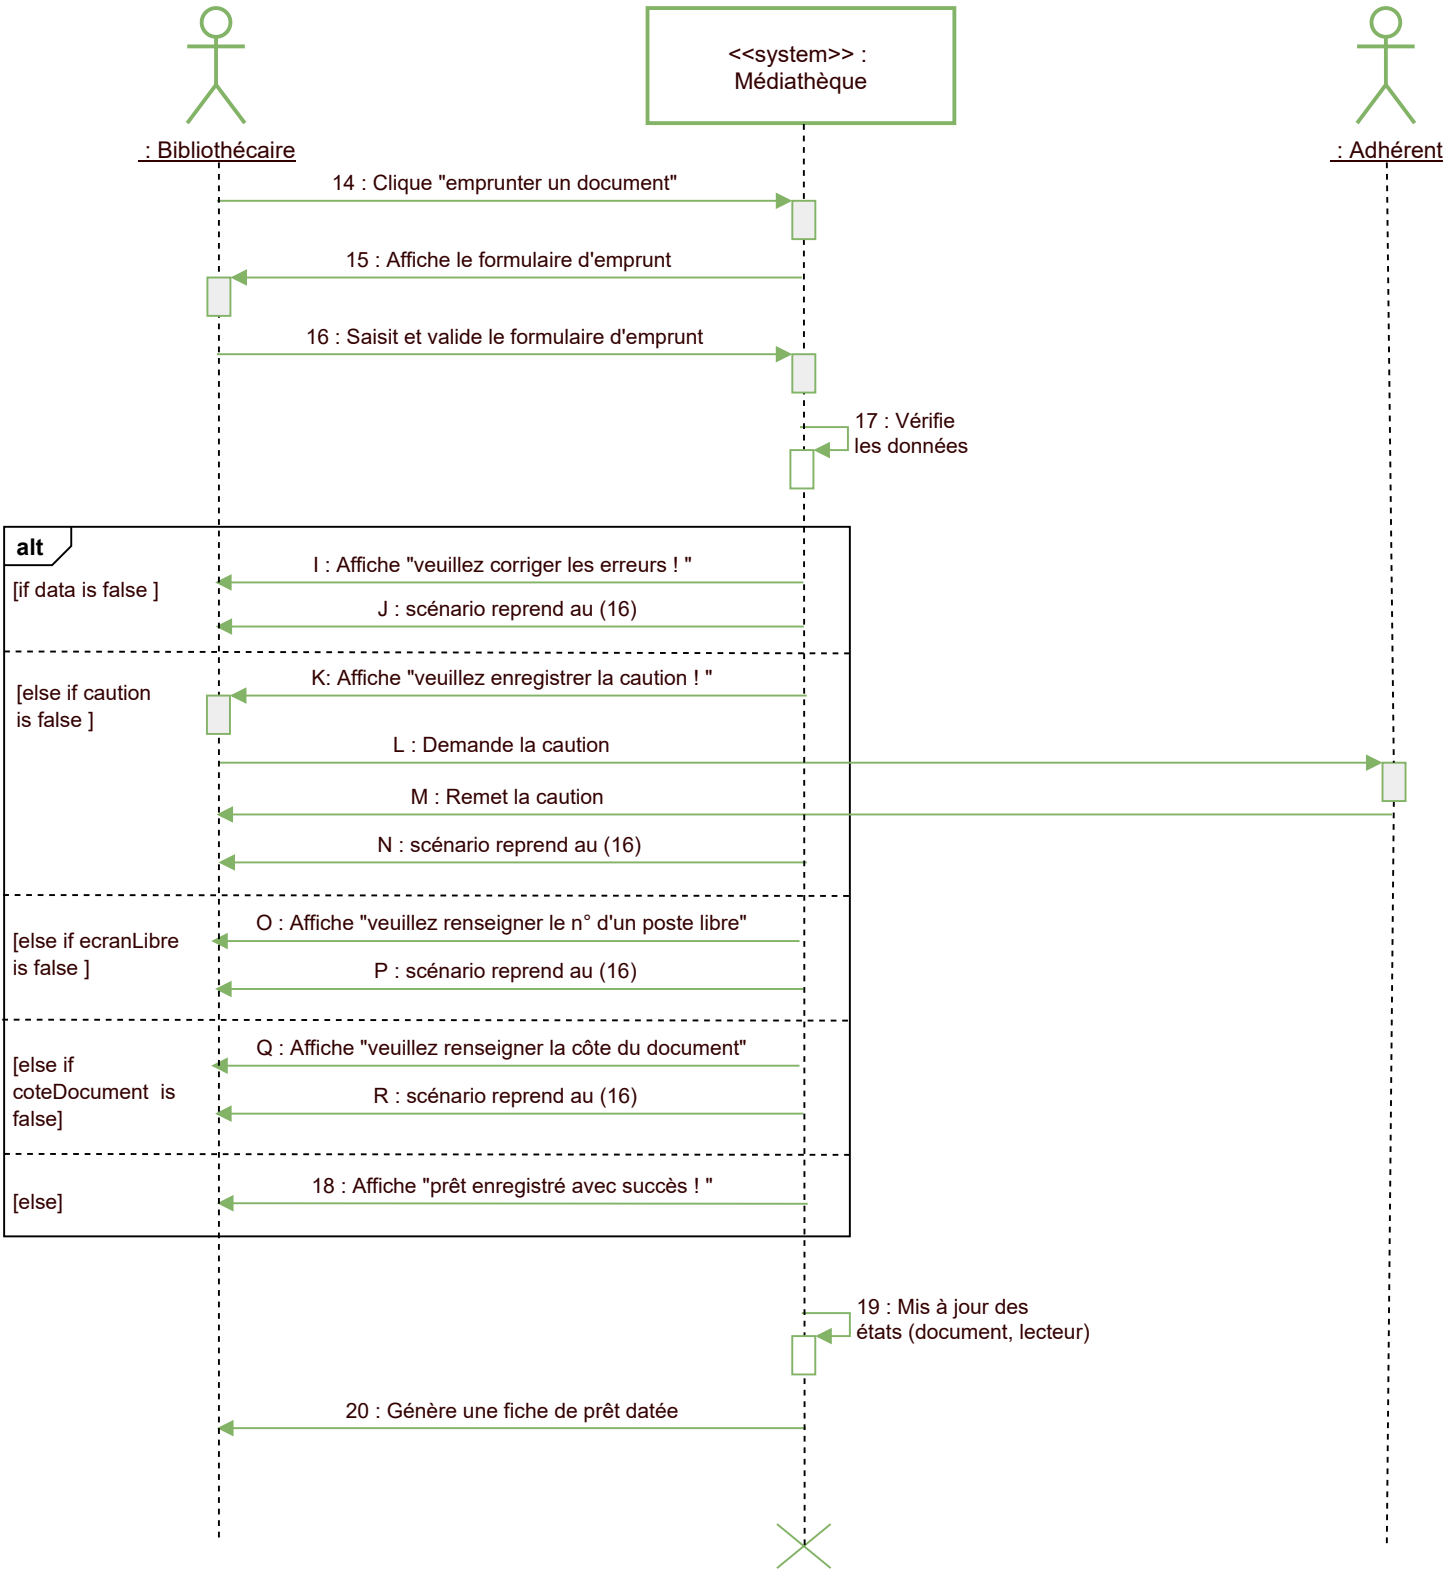 <<system>> :
Médiathèque
: Bibliothécaire
: Adhérent
14 : Clique "emprunter un document"
15 : Affiche le formulaire d'emprunt
16 : Saisit et valide le formulaire d'emprunt
17 : Vérifie
les données
alt
I : Affiche "veuillez corriger les erreurs ! "
[if data is false ]
J : scénario reprend au (16)
K: Affiche "veuillez enregistrer la caution ! "
[else if caution
is false ]
L : Demande la caution
M : Remet la caution
N : scénario reprend au (16)
O : Affiche "veuillez renseigner le n° d'un poste libre"
[else if ecranLibre
is false ]
P : scénario reprend au (16)
Q : Affiche "veuillez renseigner la côte du document"
[else if
coteDocument  is
false]
R : scénario reprend au (16)
18 : Affiche "prêt enregistré avec succès ! "
[else]
19 : Mis à jour des
états (document, lecteur)
20 : Génère une fiche de prêt datée